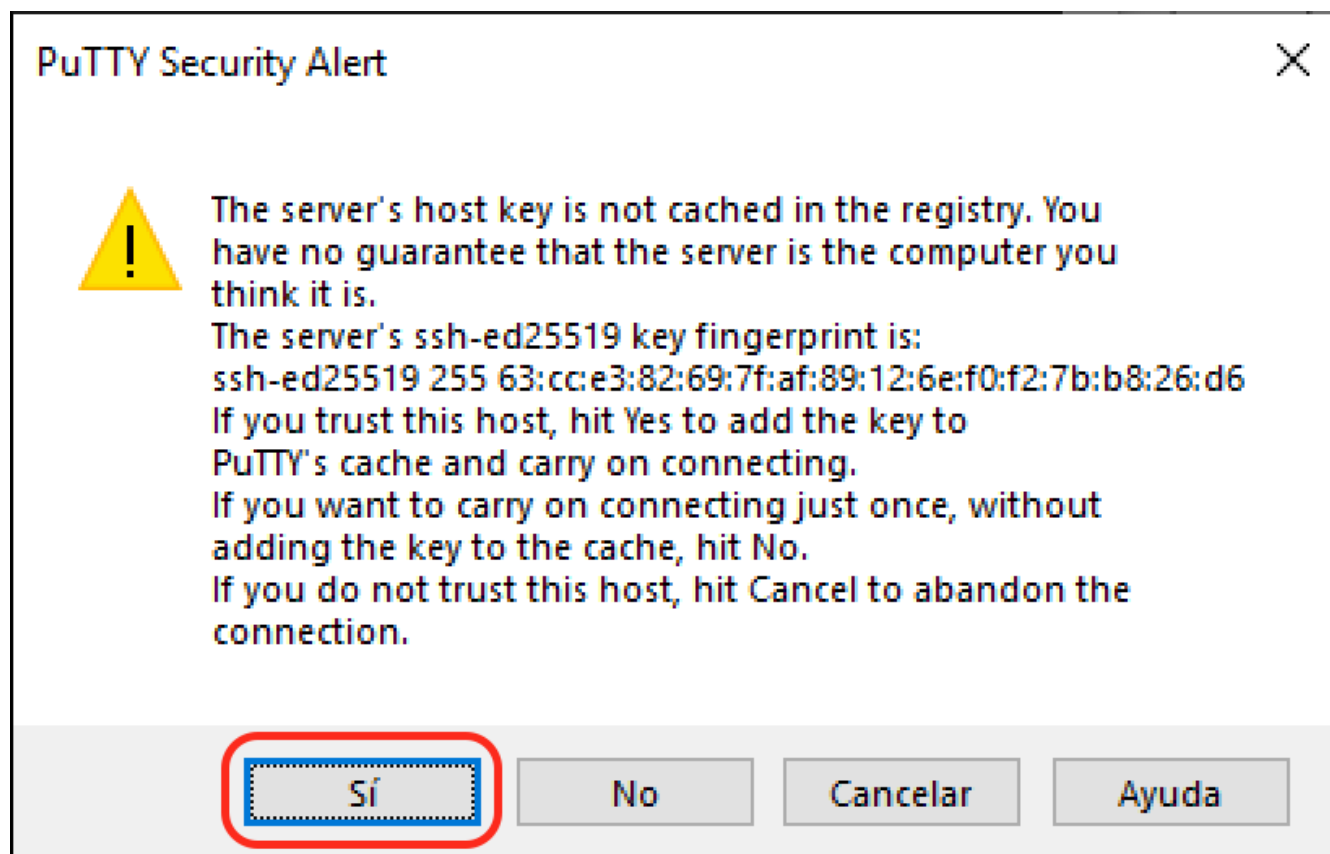 PuTTY Security Alert
The server's host key is not cached in the registry. You
have no guarantee that the server is the computer you
think it is.
The server's ssh-ed25519 key fingerprint is:
ssh-ed25519 255 63:cc:e3:82:69:7f:af:89:12:6e:f0:f2:7b:b8:26:d6
If you trust this host, hit Yes to add the key to
PuTTY's cache and carry on connecting.
If you want to carry on connecting just once, without
adding the key to the cache, hit No.
If you do not trust this host, hit Cancel to abandon the
connection.
Sí No Cancelar Ayuda